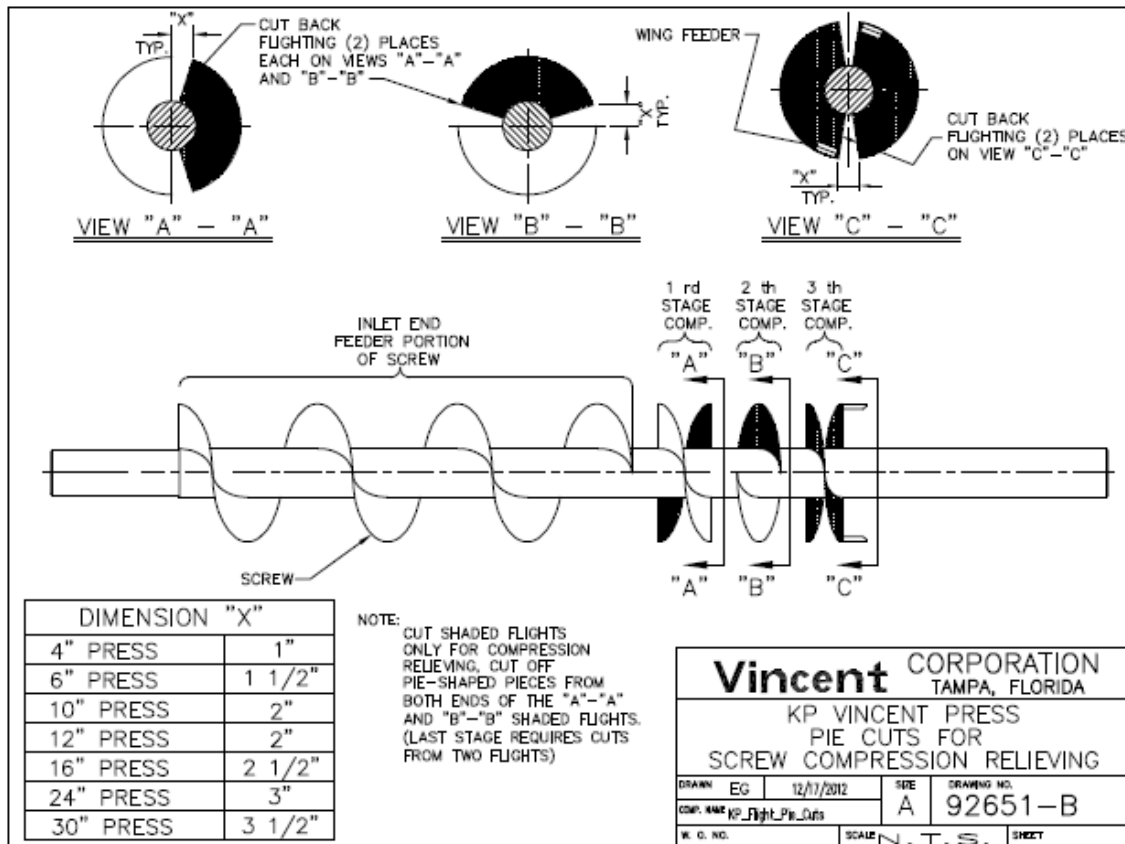 "X"
TYP.
CUT BACK
FLIGHTING (2) PLACES
EACH ON VIEWS "A"-"A"
AND "B"-"B"
VIEW "A" - "A"
"X"
TYP.
VIEW "B" - "B"
WING FEEDER
CUT BACK
FLIGHTING (2) PLACES
ON VIEW "C"-"C"
"X"
TYP.
VIEW "C" - "C"
INLET END
FEEDER PORTION
OF SCREW
1 rd
STAGE
COMP.
2 th
STAGE
COMP.
3 th
STAGE
COMP.
"A"
"B"
"C"
SCREW
"A"
"B"
"C"
DIMENSION "X"
4" PRESS 1"
6" PRESS 1 1/2"
10" PRESS 2"
12" PRESS 2"
16" PRESS 2 1/2"
24" PRESS 3"
30" PRESS 3 1/2"
NOTE:
CUT SHADED FLIGHTS
ONLY FOR COMPRESSION
RELIEVING, CUT OFF
PIE-SHAPED PIECES FROM
BOTH ENDS OF THE "A"-"A"
AND "B"-"B" SHADED FLIGHTS.
(LAST STAGE REQUIRES CUTS
FROM TWO FLIGHTS)
Vincent CORPORATION
TAMPA, FLORIDA
KP VINCENT PRESS
PIE CUTS FOR
SCREW COMPRESSION RELIEVING
DRAWN EG 12/17/2012
SIZE
A
DRAWING NO.
92651-B
COMP. NAME KP_Flight_Pie_Cuts
W. O. NO.
SCALE N.T.S.
SHEET